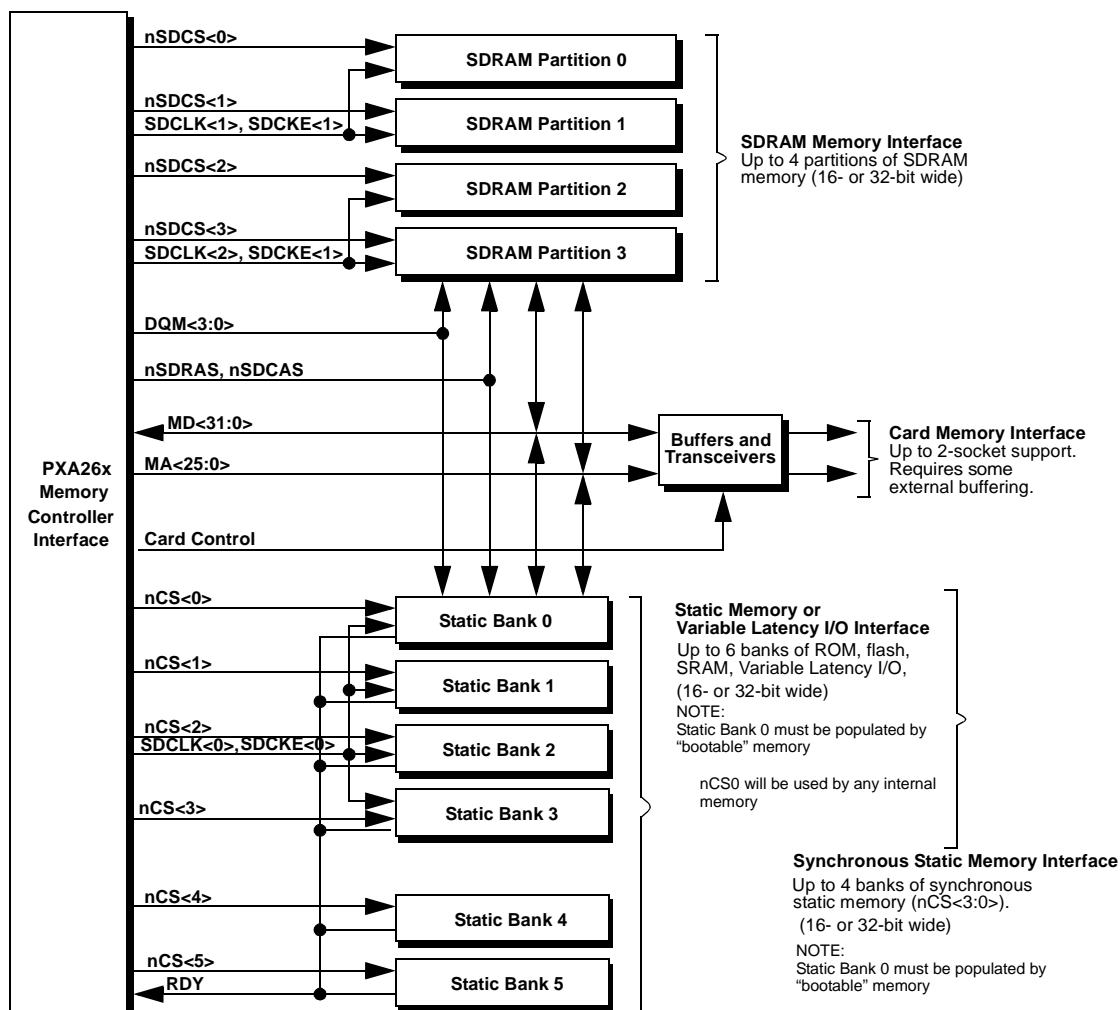 nSDCS<0>
SDRAM Partition 0
nSDCS<1>
SDCLK<1>, SDCKE<1>
SDRAM Partition 1
nSDCS<2>
SDRAM Partition 2
nSDCS<3>
SDCLK<2>, SDCKE<1>
SDRAM Partition 3
SDRAM Memory Interface
Up to 4 partitions of SDRAM
memory (16- or 32-bit wide)
DQM<3:0>
nSDRAS, nSDCAS
MD<31:0>
MA<25:0>
PXA26x
Memory
Controller
Interface
Buffers and
Transceivers
Card Memory Interface
Up to 2-socket support.
Requires some
external buffering.
Card Control
nCS<0>
Static Bank 0
nCS<1>
Static Bank 1
nCS<2>
SDCLK<0>, SDCKE<0>
Static Bank 2
nCS<3>
Static Bank 3
nCS<4>
Static Bank 4
nCS<5>
RDY
Static Bank 5
Static Memory or
Variable Latency I/O Interface
Up to 6 banks of ROM, flash,
SRAM, Variable Latency I/O,
(16- or 32-bit wide)
NOTE:
Static Bank 0 must be populated by
“bootable” memory
nCS0 will be used by any internal
memory
Synchronous Static Memory Interface
Up to 4 banks of synchronous
static memory (nCS<3:0>).
(16- or 32-bit wide)
NOTE:
Static Bank 0 must be populated by
“bootable” memory